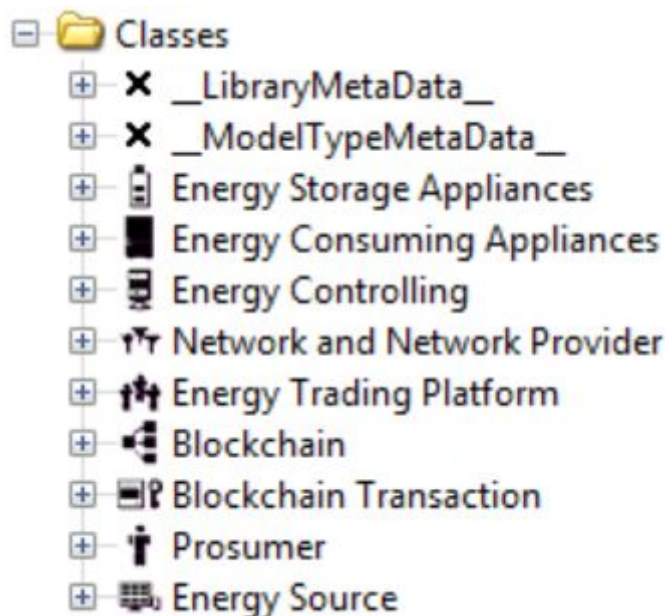 Classes
__LibraryMetaData__
__ModelTypeMetaData__
Energy Storage Appliances
Energy Consuming Appliances
Energy Controlling
Network and Network Provider
Energy Trading Platform
Blockchain
Blockchain Transaction
Prosumer
Energy Source